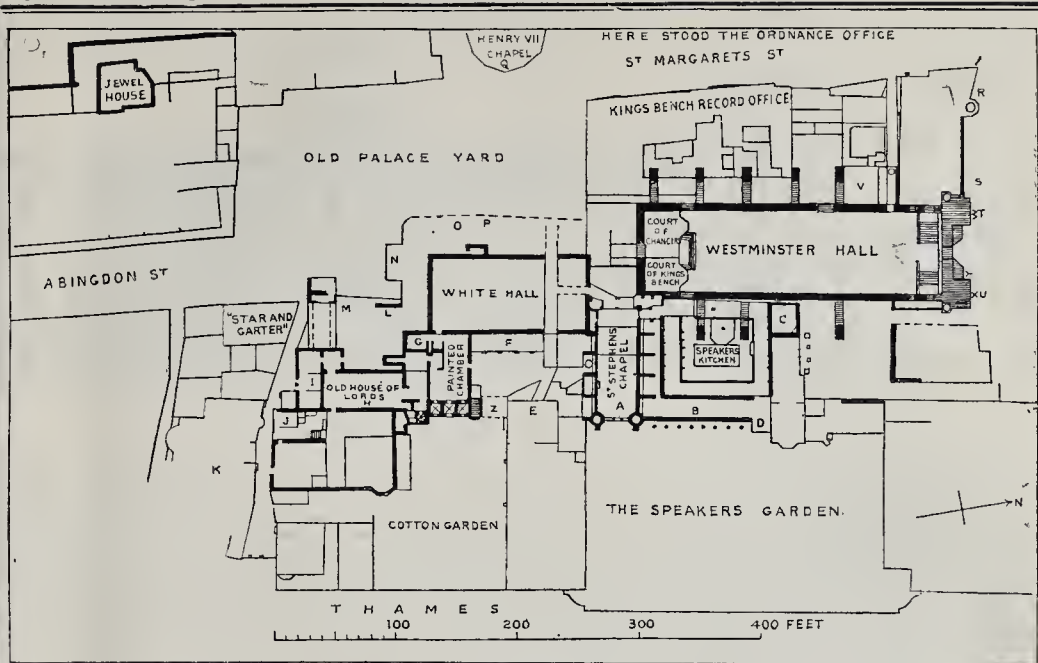 HERE STOOD THE ORDNANCE OFFICE
ST MARGARETS ST
HENRY VII
CHAPEL
Q
JEWEL
HOUSE
KINGS BENCH RECORD OFFICE
R
OLD PALACE YARD
V
S
T
O P
COURT
OF
CHANCERY
COURT
OF KINGS
BENCH
WESTMINSTER HALL
Y
N
ABINGDON ST
WHITE HALL
X U
M
L
"STAR AND
GARTER"
C
G
PAINTED
CHAMBER
F
ST STEPHENS
CHAPEL
SPEAKERS
KITCHEN
I
OLD HOUSE OF
LORDS
H
Z
E
A
B
D
J
K
COTTON GARDEN
THE SPEAKERS GARDEN.
N
THAMES
100 200 300 400 FEET